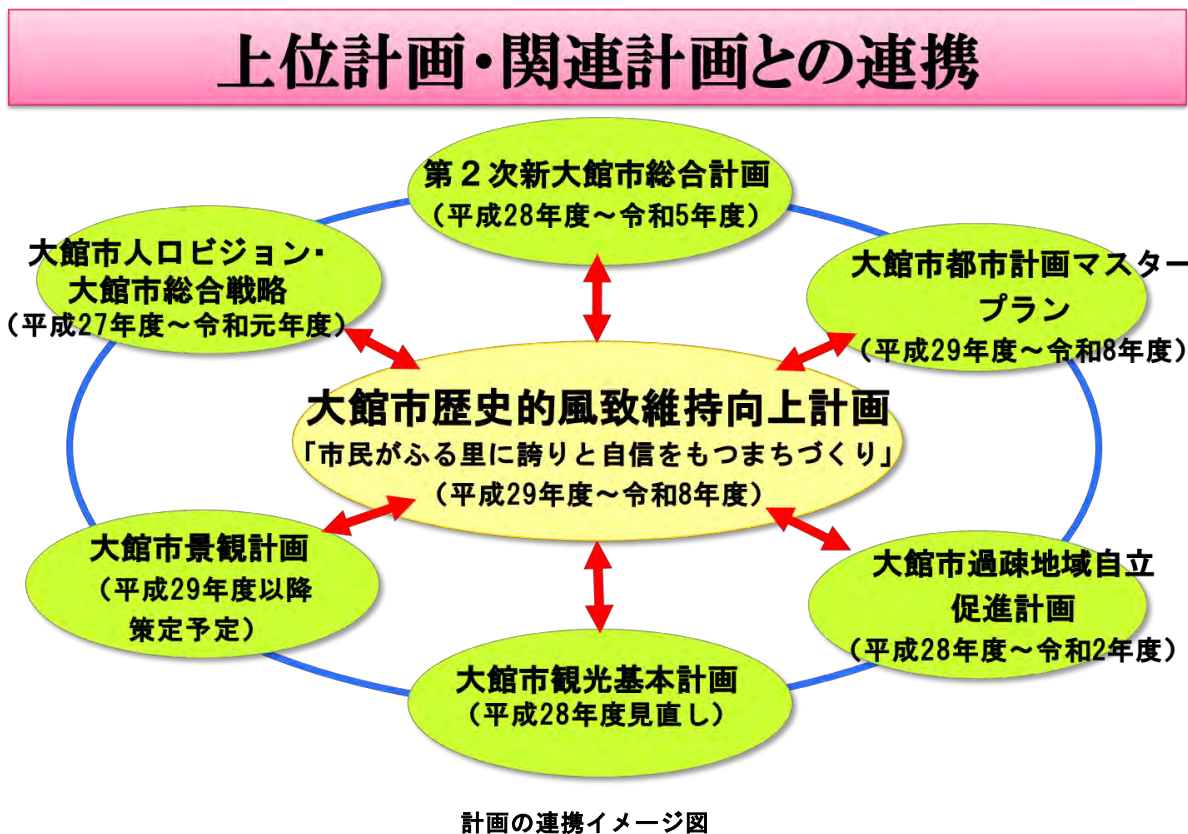 上位計画・関連計画との連携
第２次新大館市総合計画
（平成28年度～令和5年度）
大館市人口ビジョン・
大館市総合戦略
（平成27年度～令和元年度）
大館市都市計画マスター
プラン
（平成29年度～令和8年度）
大館市歴史的風致維持向上計画
「市民がふる里に誇りと自信をもつまちづくり」
（平成29年度～令和8年度）
大館市景観計画
（平成29年度以降
策定予定）
大館市過疎地域自立
促進計画
（平成28年度～令和2年度）
大館市観光基本計画
（平成28年度見直し）
計画の連携イメージ図